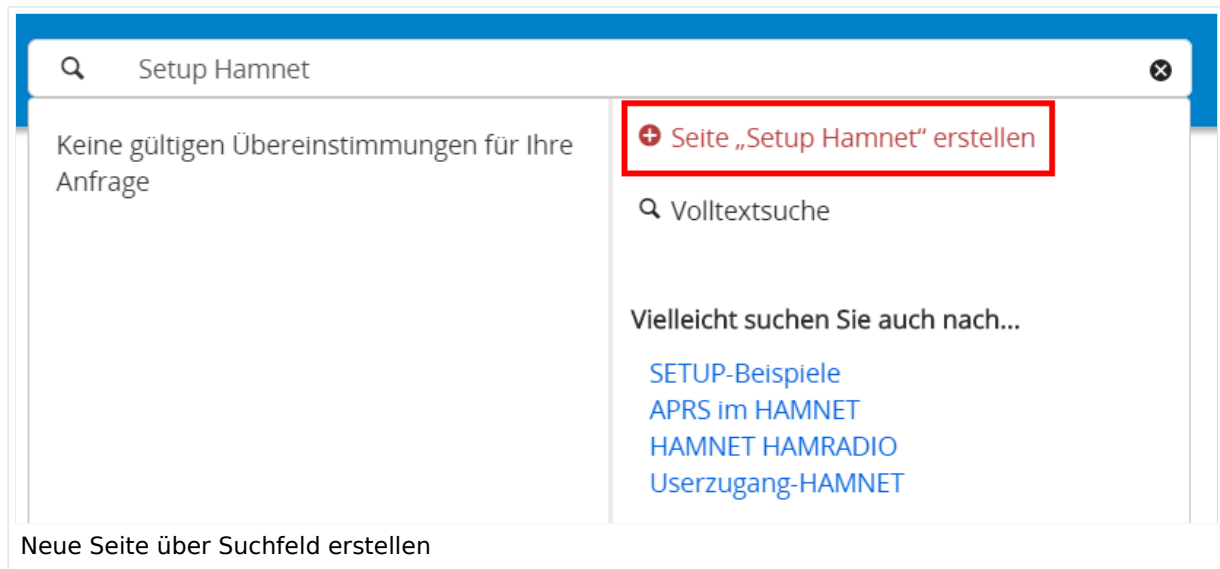 Setup Hamnet
Keine gültigen Übereinstimmungen für Ihre
Anfrage
Seite „Setup Hamnet“ erstellen
Volltextsuche
Vielleicht suchen Sie auch nach...
SETUP-Beispiele
APRS im HAMNET
HAMNET HAMRADIO
Userzugang-HAMNET
Neue Seite über Suchfeld erstellen